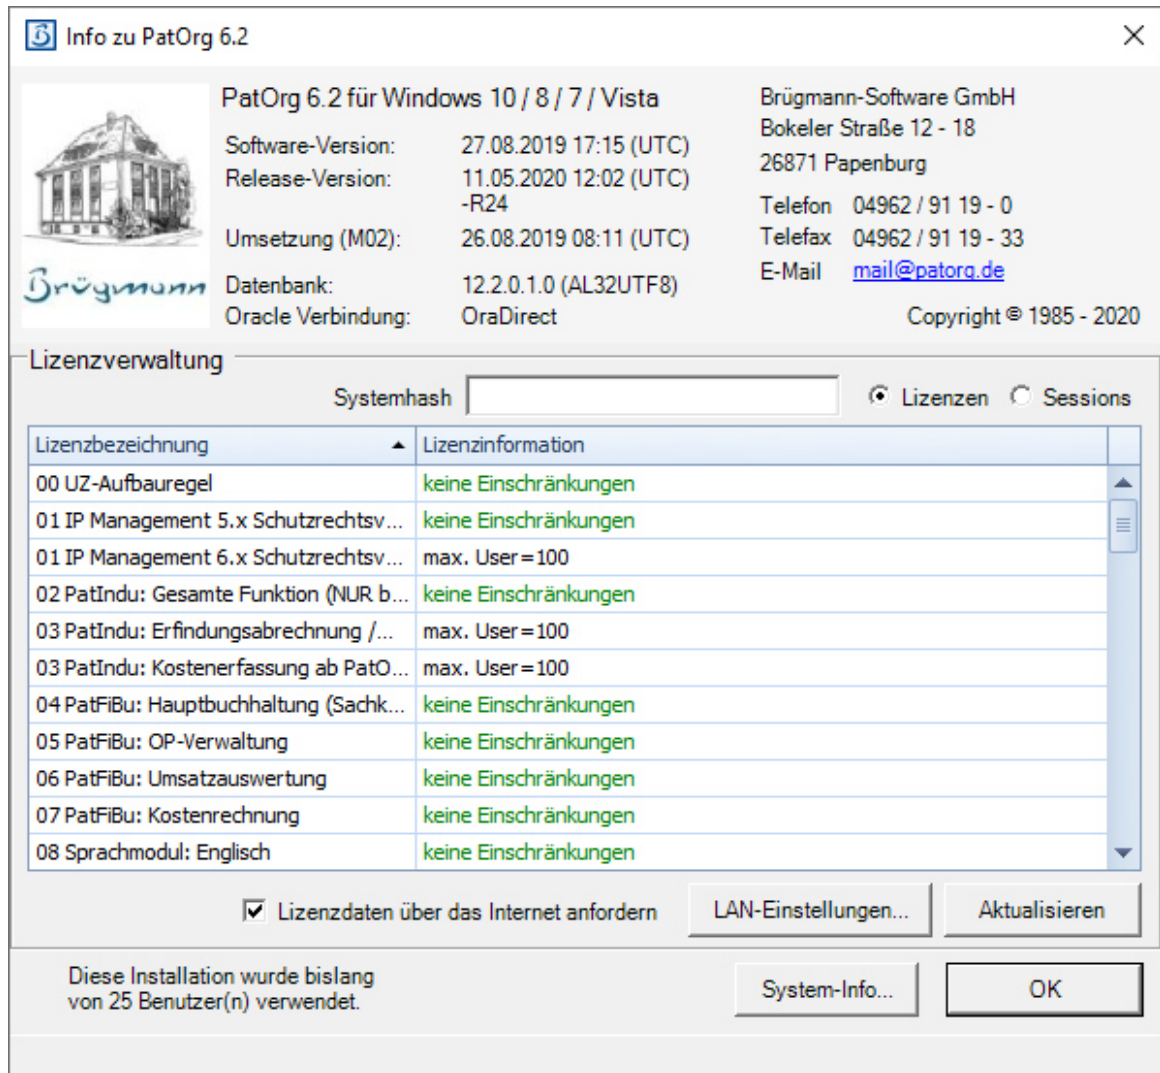 Info zu PatOrg 6.2
PatOrg 6.2 für Windows 10 / 8 / 7 / Vista
Software-Version: 27.08.2019 17:15 (UTC)
Release-Version: 11.05.2020 12:02 (UTC)
-R24
Umsetzung (M02): 26.08.2019 08:11 (UTC)
Datenbank: 12.2.0.1.0 (AL32UTF8)
Oracle Verbindung: OraDirect
Brügmann
Brügmann-Software GmbH
Bokeler Straße 12 - 18
26871 Papenburg
Telefon 04962 / 91 19 - 0
Telefax 04962 / 91 19 - 33
E-Mail mail@patorg.de
Copyright © 1985 - 2020
Lizenzverwaltung
Systemhash Lizenzen Sessions
Lizenzbezeichnung Lizenzinformation
00 UZ-Aufbauregel keine Einschränkungen
01 IP Management 5.x Schutzrechtsv... keine Einschränkungen
01 IP Management 6.x Schutzrechtsv... max. User=100
02 PatIndu: Gesamte Funktion (NUR b... keine Einschränkungen
03 PatIndu: Erfindungsabrechnung /... max. User=100
03 PatIndu: Kostenerfassung ab PatO... max. User=100
04 PatFiBu: Hauptbuchhaltung (Sachk... keine Einschränkungen
05 PatFiBu: OP-Verwaltung keine Einschränkungen
06 PatFiBu: Umsatzauswertung keine Einschränkungen
07 PatFiBu: Kostenrechnung keine Einschränkungen
08 Sprachmodul: Englisch keine Einschränkungen
Lizenzdaten über das Internet anfordern LAN-Einstellungen... Aktualisieren
Diese Installation wurde bislang
von 25 Benutzer(n) verwendet.
System-Info... OK